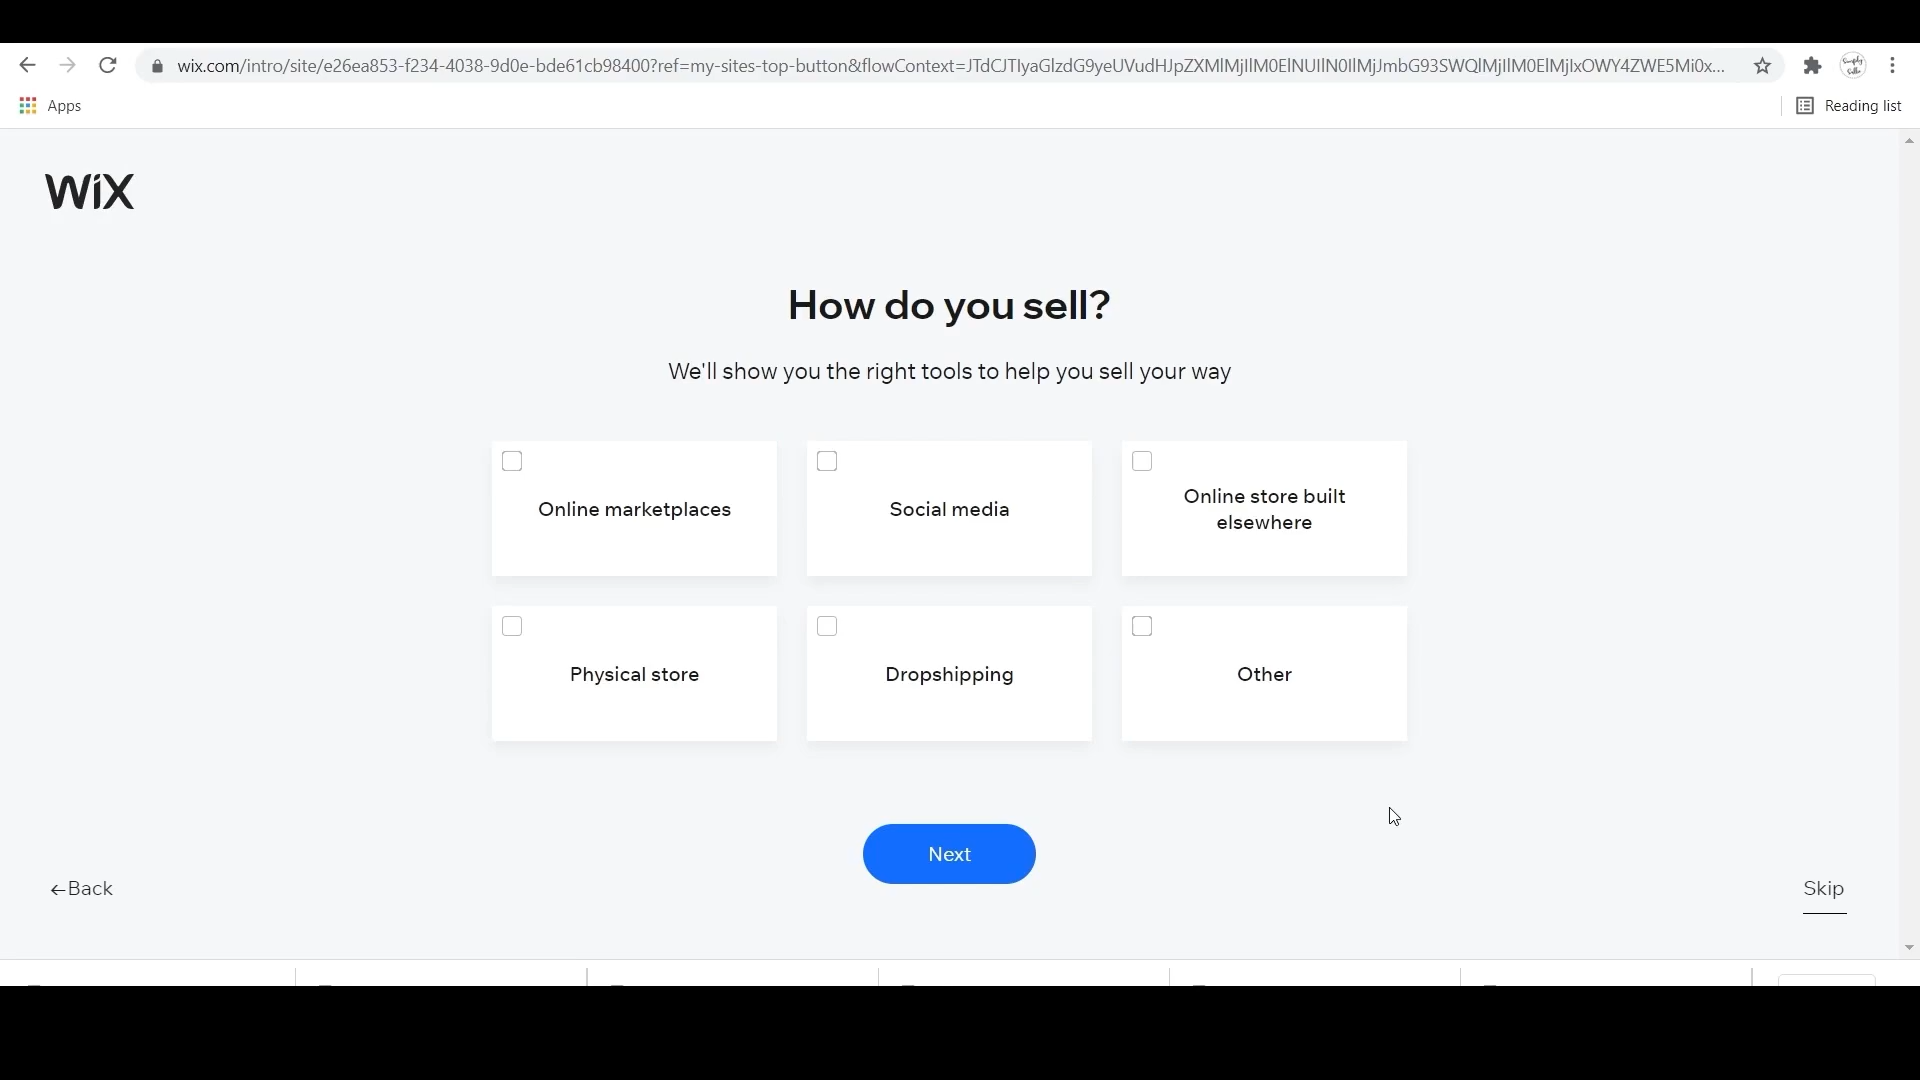 wix.com/intro/site/e26ea853-f234-4038-9d0e-bde61cb98400?ref=my-sites-top-button&flowContext=JTdCJTIyaGlzdG9yeUVudHJpZXMlMjIlM0ElNUIlN0IlMjJmbG93SWQlMjIlM0ElMjIxOWY4ZWE5Mi0x...
Apps
Reading list
WiX
How do you sell?
We'll show you the right tools to help you sell your way
Online marketplaces
Social media
Online store built
elsewhere
Physical store
Dropshipping
Other
Next
←Back
Skip